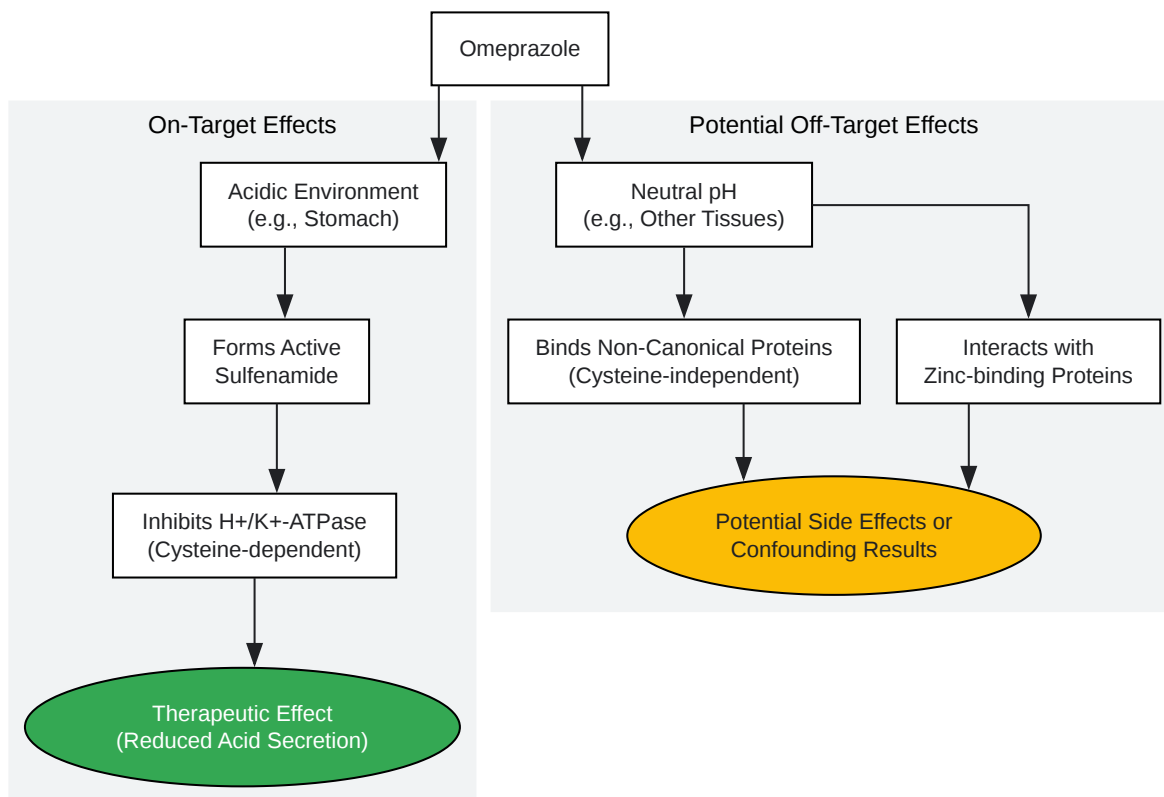 Omeprazole
On-Target Effects
Acidic Environment
(e.g., Stomach)
Forms Active
Sulfenamide
Inhibits H+/K+-ATPase
(Cysteine-dependent)
Therapeutic Effect
(Reduced Acid Secretion)
Potential Off-Target Effects
Neutral pH
(e.g., Other Tissues)
Binds Non-Canonical Proteins
(Cysteine-independent)
Interacts with
Zinc-binding Proteins
Potential Side Effects or
Confounding Results